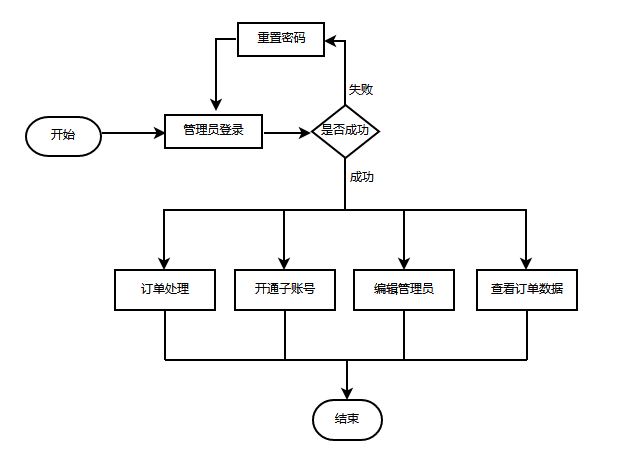 重置密码
失败
开始
管理员登录
是否成功
成功
订单处理
开通子账号
编辑管理员
查看订单数据
结束